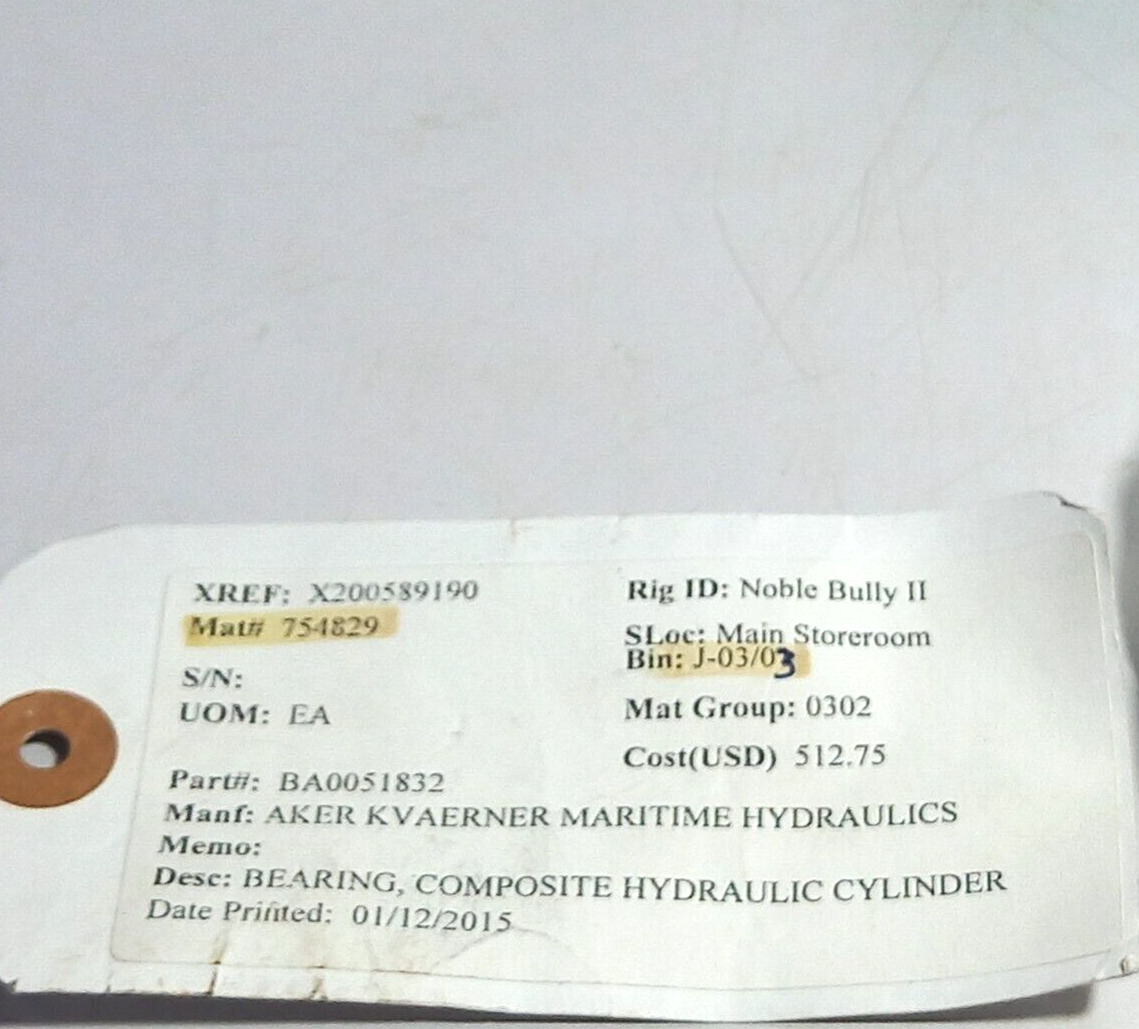 XREF: X200589190
Mat# 754829
S/N:
UOM: EA
Rig ID: Noble Bully II
SLoc: Main Storeroom
Bin: J-03/03
Mat Group: 0302
Cost(USD) 512.75
Part#: BA0051832
Manf: AKER KVAERNER MARITIME HYDRAULICS
Memo:
Desc: BEARING, COMPOSITE HYDRAULIC CYLINDER
Date Printed: 01/12/2015